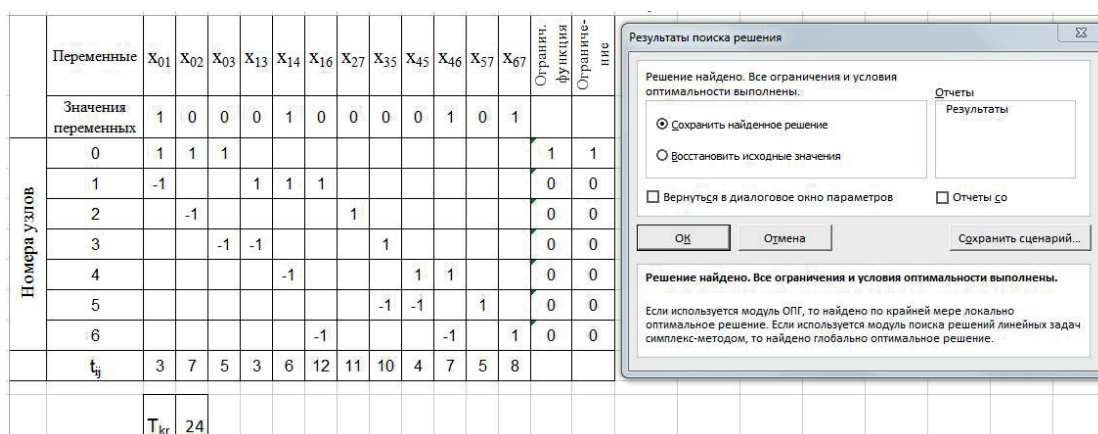 Переменные X01 X02 X03 X13 X14 X16 X27 X35 X45 X46 X57 X67 Огранич. функция Ограниче-ние
Значения переменных 1 0 0 0 1 0 0 0 0 1 0 1
Номера узлов
0 1 1 1 1 1
1 -1 1 1 1 0 0
2 -1 1 0 0
3 -1 -1 1 0 0
4 -1 1 1 0 0
5 -1 -1 1 0 0
6 -1 -1 1 0 0
tij 3 7 5 3 6 12 11 10 4 7 5 8
Tkr 24
Результаты поиска решения
Решение найдено. Все ограничения и условия
оптимальности выполнены.
Отчеты
Результаты
Сохранить найденное решение
Восстановить исходные значения
Вернуться в диалоговое окно параметров
Отчеты со
ОК
Отмена
Сохранить сценарий...
Решение найдено. Все ограничения и условия оптимальности выполнены.
Если используется модуль ОПГ, то найдено по крайней мере локально
оптимальное решение. Если используется модуль поиска решений линейных задач
симплекс-методом, то найдено глобально оптимальное решение.